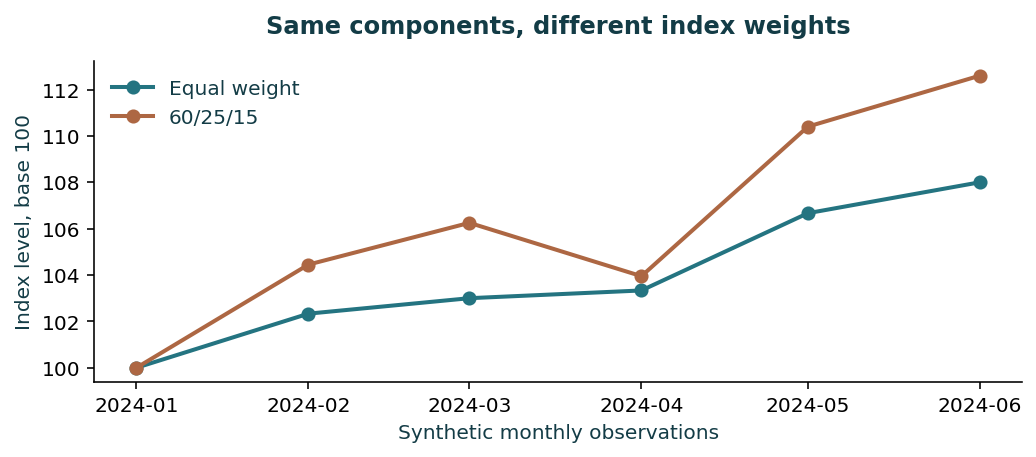 Same components, different index weights
Equal weight
60/25/15
Index level, base 100
112
110
108
106
104
102
100
2024-01 2024-02 2024-03 2024-04 2024-05 2024-06
Synthetic monthly observations